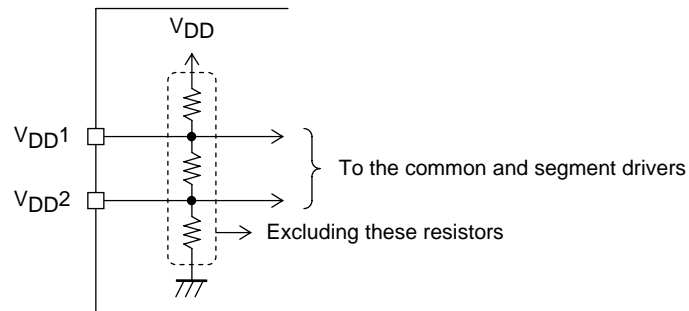 VDD
VDD1
To the common and segment drivers
VDD2
Excluding these resistors